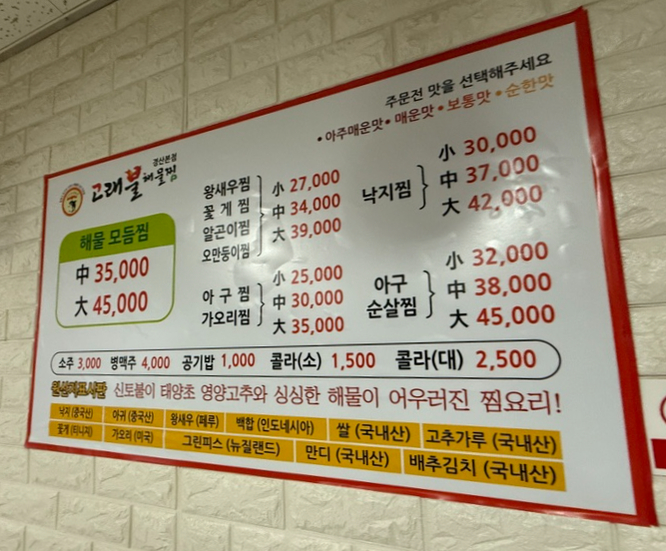 주문전 맛을 선택해주세요
• 아주매운맛 • 매운맛 • 보통맛 • 순한맛
경산본점
고래불 해물찜
해물 모듬찜
中 35,000
大 45,000
왕새우찜
꽃게찜
알곤이찜
오만둥이찜
小 27,000
中 34,000
大 39,000
아구찜
가오리찜
小 25,000
中 30,000
大 35,000
낙지찜
小 30,000
中 37,000
大 42,000
아구
순살찜
小 32,000
中 38,000
大 45,000
소주 3,000 병맥주 4,000 공기밥 1,000 콜라(소) 1,500 콜라(대) 2,500
원산지표시판 신토불이 태양초 영양고추와 싱싱한 해물이 어우러진 찜요리!
낙지 (중국산) 아귀 (중국산) 왕새우 (페루) 백합 (인도네시아) 쌀 (국내산) 고추가루 (국내산)
꽃게 (튀니지) 가오리 (미국) 그린피스 (뉴질랜드) 만디 (국내산) 배추김치 (국내산)